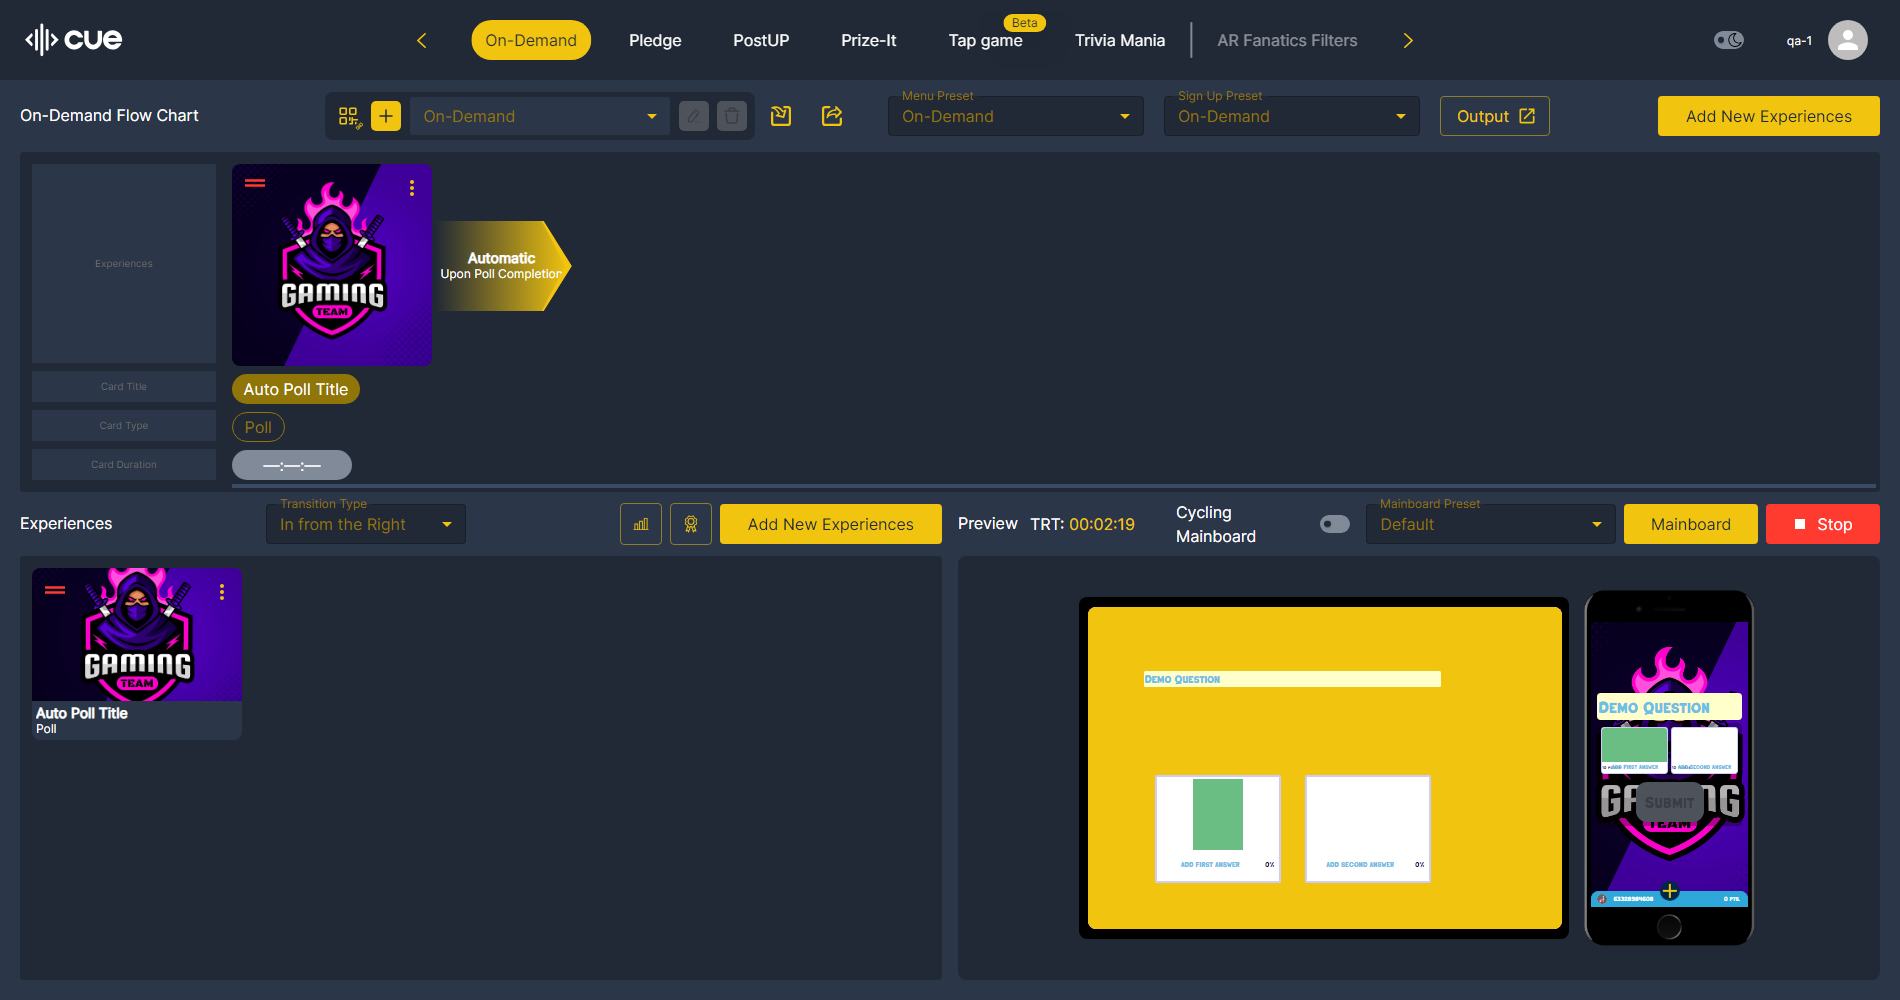 cue
On-Demand
Pledge
PostUP
Prize-It
Beta
Tap game
Trivia Mania
AR Fanatics Filters
qa-1
On-Demand Flow Chart
On-Demand
Menu Preset
On-Demand
Sign Up Preset
On-Demand
Output
Add New Experiences
Experiences
GAMING
TEAM
Automatic
Upon Poll Completion
Card Title
Auto Poll Title
Card Type
Poll
Card Duration
—:—:—
Experiences
Transition Type
In from the Right
Add New Experiences
Preview
TRT: 00:02:19
Cycling
Mainboard
Mainboard Preset
Default
Mainboard
Stop
GAMING
TEAM
Auto Poll Title
Poll
Demo Question
Add First Answer
0%
Add Second Answer
0%
Demo Question
Add First Answer
Add Second Answer
Submit
TEAM
63328984608
0 PTS.